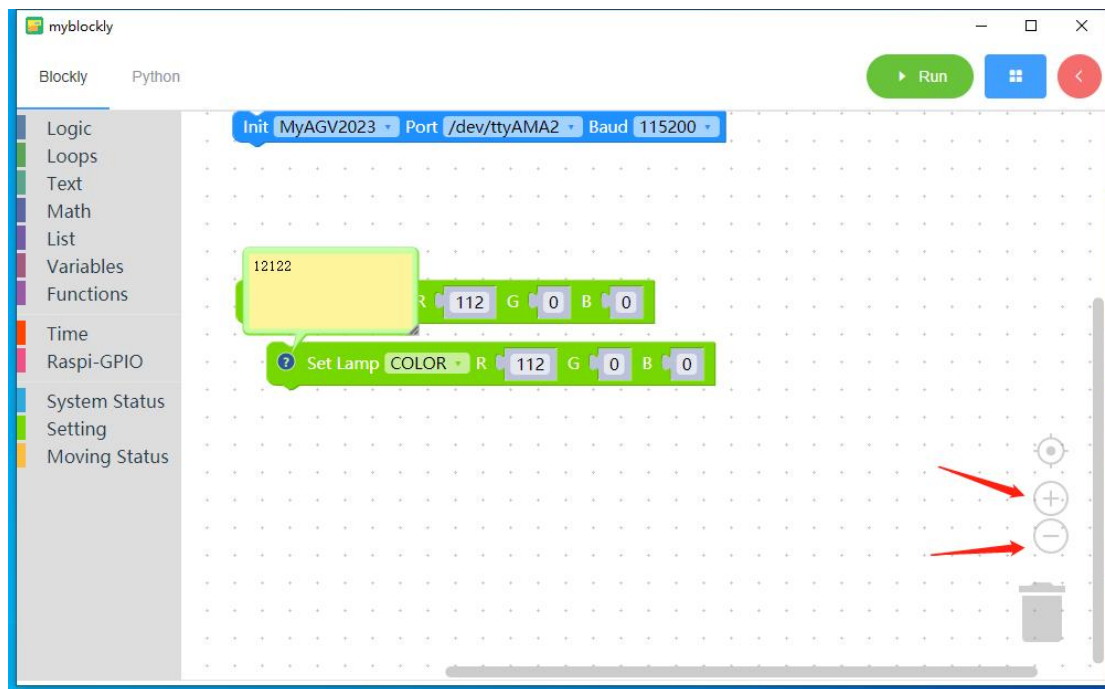 myblockly
Blockly Python
Run
Logic
Loops
Text
Math
List
Variables
Functions
Time
Raspi-GPIO
System Status
Setting
Moving Status
Init MyAGV2023 Port /dev/ttyAMA2 Baud 115200
12122
R 112 G 0 B 0
? Set Lamp COLOR R 112 G 0 B 0